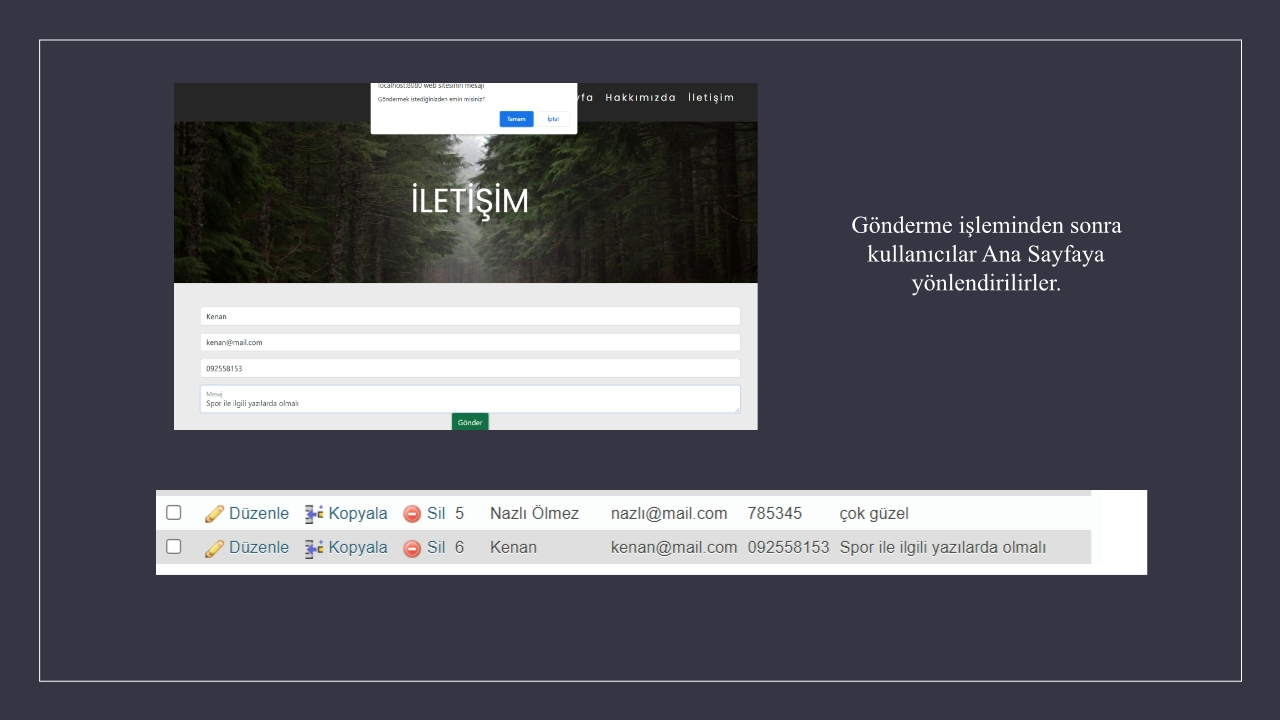 localhost:8080 web sitesinin mesajı
Göndermek istediğinizden emin misiniz?
Tamam İptal
yfa Hakkımızda İletişim
İLETİŞİM
Kenan
kenan@mail.com
092558153
Mesaj
Spor ile ilgili yazılarda olmalı
Gönder
Gönderme işleminden sonra
kullanıcılar Ana Sayfaya
yönlendirilirler.
Düzenle Kopyala Sil 5 Nazlı Ölmez nazlı@mail.com 785345 çok güzel
Düzenle Kopyala Sil 6 Kenan kenan@mail.com 092558153 Spor ile ilgili yazılarda olmalı